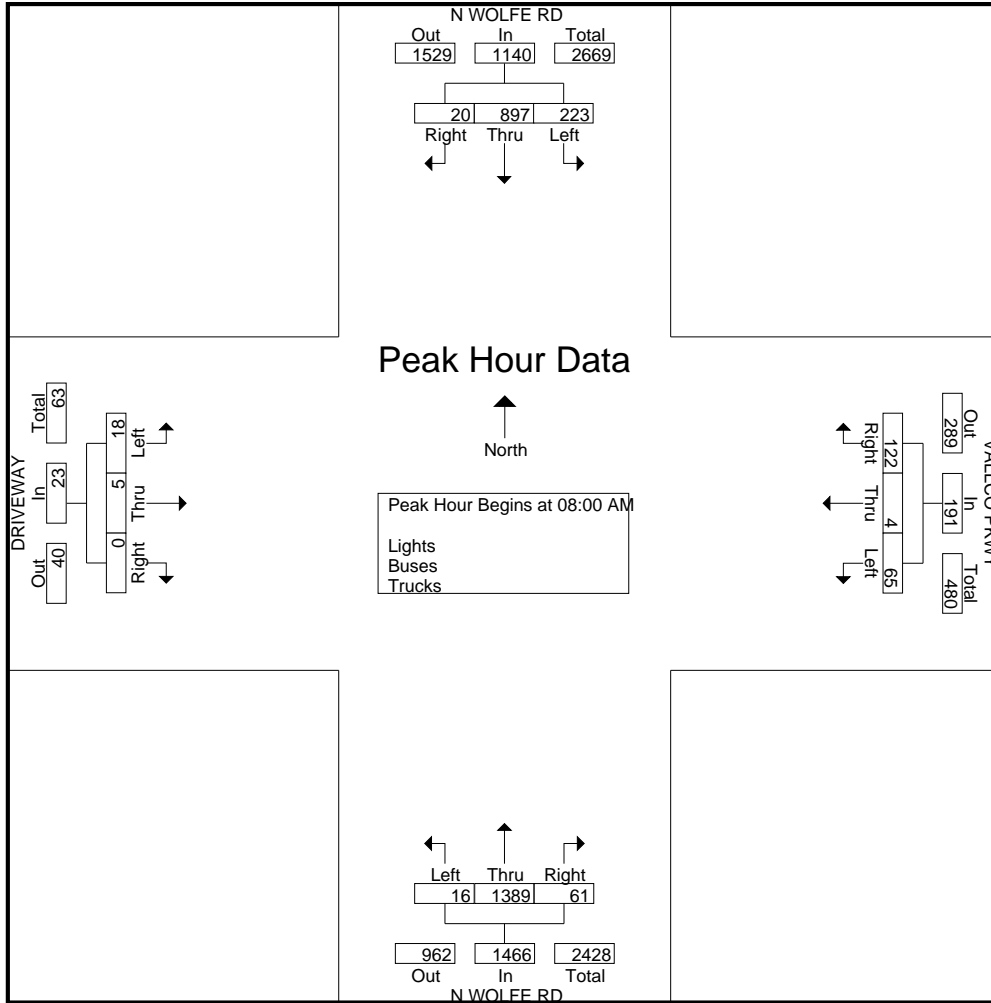 N WOLFE RD
Out In Total
1529 1140 2669
20 897 223
Right Thru Left
Peak Hour Data
North
Peak Hour Begins at 08:00 AM
Lights
Buses
Trucks
DRIVEWAY
Out In Total
40 23 63
18 5 0
Left Thru Right
VALLCO PKWY
Out In Total
289 191 480
122 4 65
Right Thru Left
Left Thru Right
16 1389 61
962 1466 2428
Out In Total
N WOLFE RD